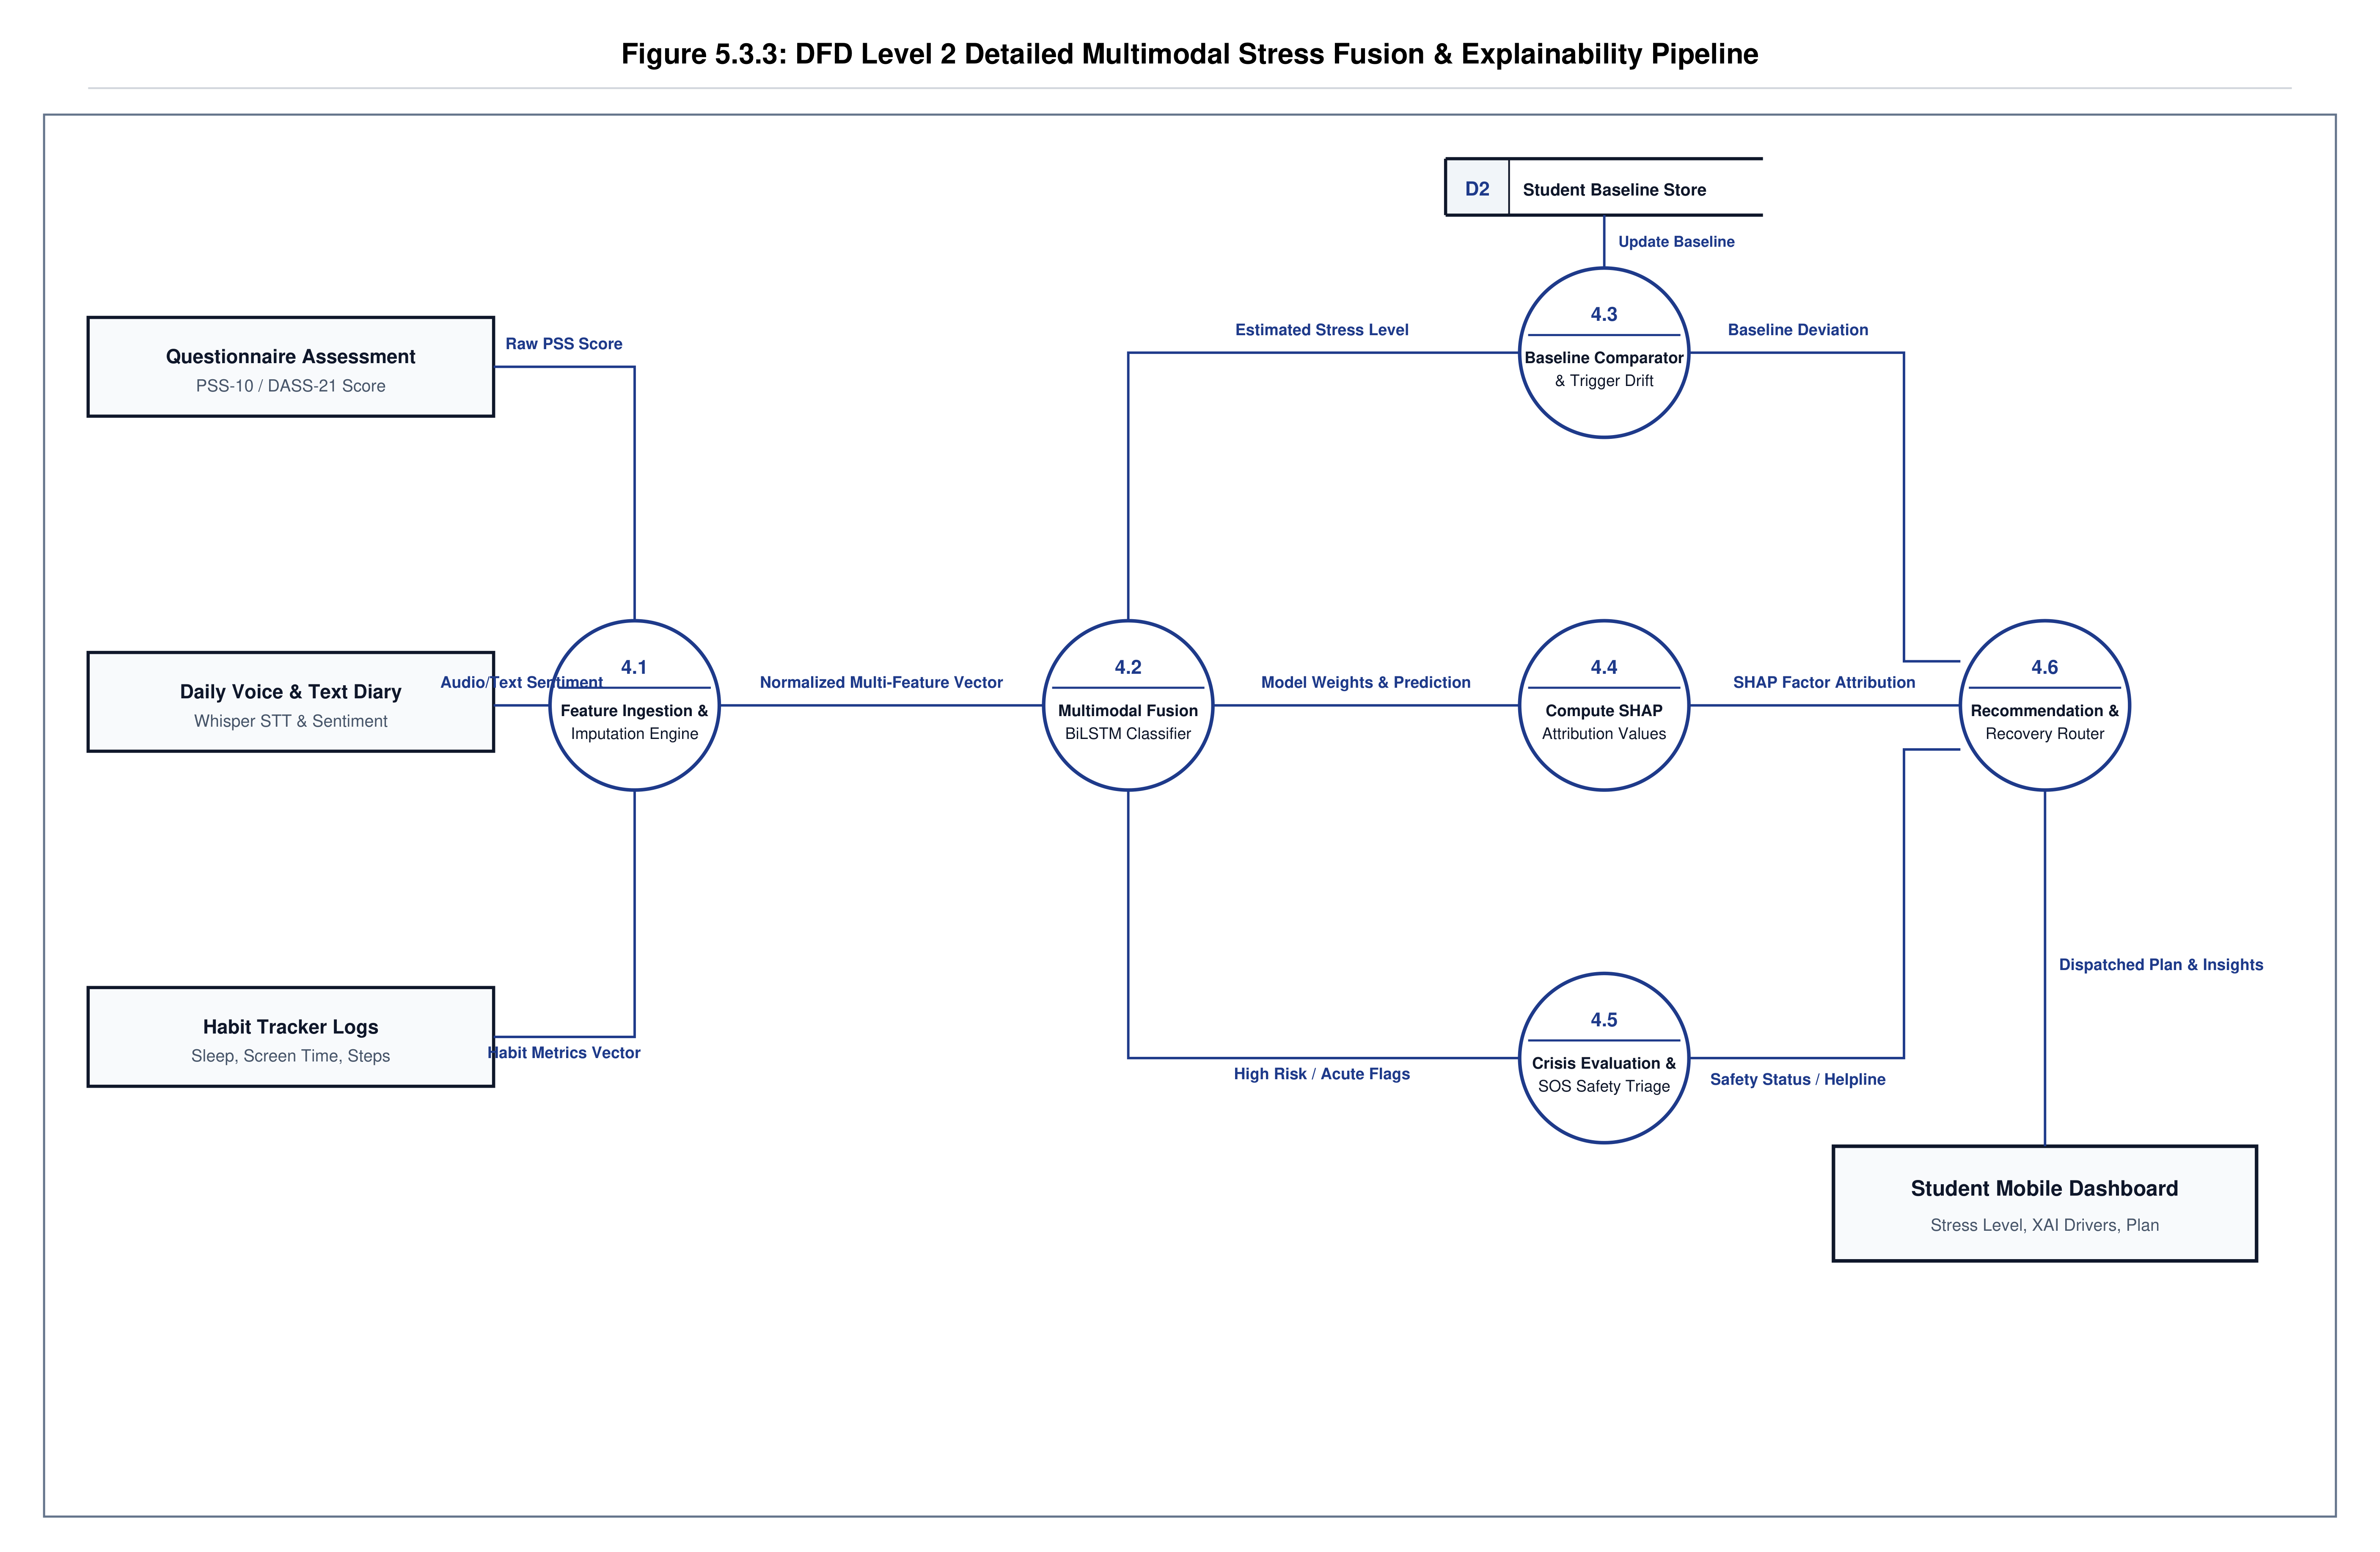 Figure 5.3.3: DFD Level 2 Detailed Multimodal Stress Fusion & Explainability Pipeline
D2
Student Baseline Store
Update Baseline
Questionnaire Assessment
PSS-10 / DASS-21 Score
Raw PSS Score
Estimated Stress Level
4.3
Baseline Comparator
& Trigger Drift
Baseline Deviation
Daily Voice & Text Diary
Whisper STT & Sentiment
Audio/Text Sentiment
4.1
Feature Ingestion &
Imputation Engine
Normalized Multi-Feature Vector
4.2
Multimodal Fusion
BiLSTM Classifier
Model Weights & Prediction
4.4
Compute SHAP
Attribution Values
SHAP Factor Attribution
4.6
Recommendation &
Recovery Router
Habit Tracker Logs
Sleep, Screen Time, Steps
Habit Metrics Vector
High Risk / Acute Flags
4.5
Crisis Evaluation &
SOS Safety Triage
Safety Status / Helpline
Dispatched Plan & Insights
Student Mobile Dashboard
Stress Level, XAI Drivers, Plan